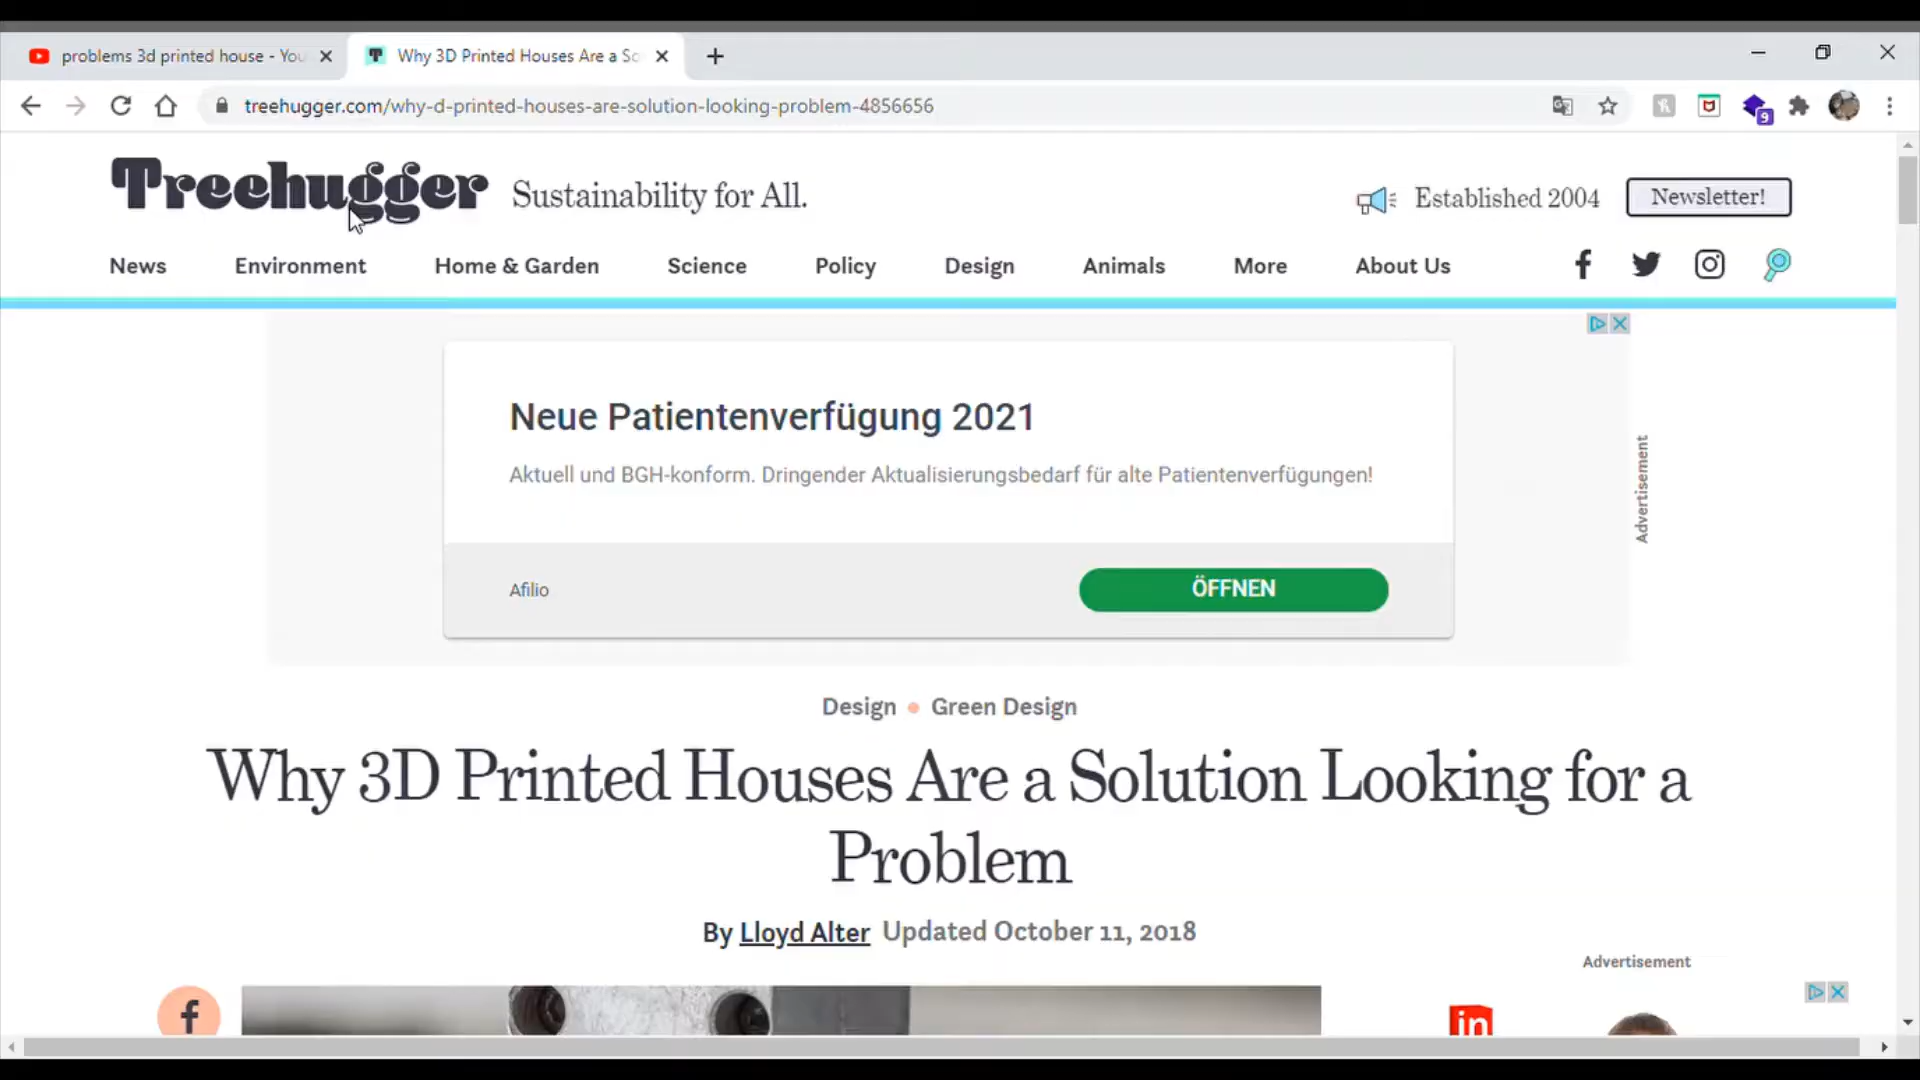 problems 3d printed house - You
Why 3D Printed Houses Are a So
treehugger.com/why-d-printed-houses-are-solution-looking-problem-4856656
9
Treehugger
Sustainability for All.
Established 2004
Newsletter!
News
Environment
Home & Garden
Science
Policy
Design
Animals
More
About Us
Neue Patientenverfügung 2021
Aktuell und BGH-konform. Dringender Aktualisierungsbedarf für alte Patientenverfügungen!
Afilio
ÖFFNEN
Advertisement
Design • Green Design
Why 3D Printed Houses Are a Solution Looking for a
Problem
By Lloyd Alter Updated October 11, 2018
Advertisement
in